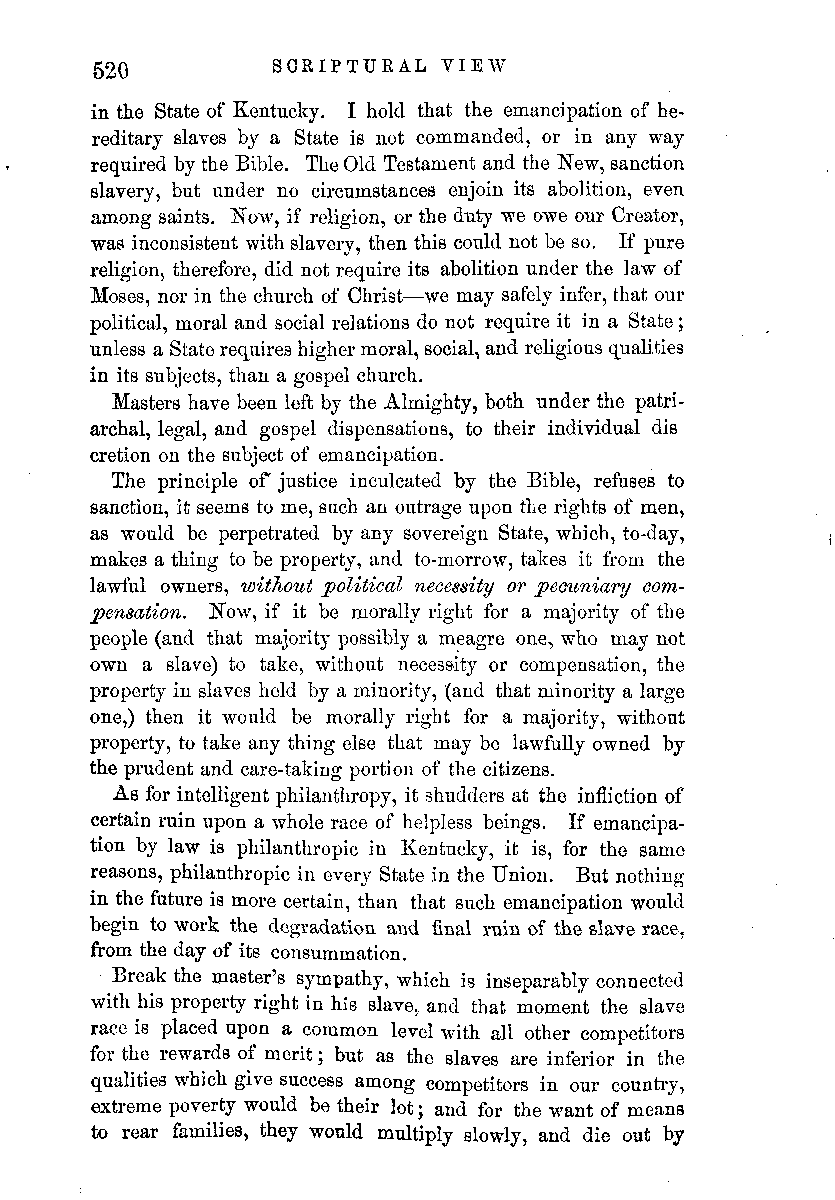 520 SCRIPTURAL VIEW
in the State of Kentucky. I hold that the emancipation of he-
reditary slaves by a State is not commanded, or in any way
required by the Bible. The Old Testament and the New, sanction
slavery, but under no circumstances enjoin its abolition, even
among saints. Now, if religion, or the duty we owe our Creator,
was inconsistent with slavery, then this could not be so. If pure
religion, therefore, did not require its abolition under the law of
Moses, nor in the church of Christ—we may safely infer, that our
political, moral and social relations do not require it in a State;
unless a State requires higher moral, social, and religious qualities
in its subjects, than a gospel church.
Masters have been left by the Almighty, both under the patri-
archal, legal, and gospel dispensations, to their individual dis
cretion on the subject of emancipation.
The principle of justice inculcated by the Bible, refuses to
sanction, it seems to me, such an outrage upon the rights of men,
as would be perpetrated by any sovereign State, which, to-day,
makes a thing to be property, and to-morrow, takes it from the
lawful owners, without political necessity or pecuniary com-
pensation. Now, if it be morally right for a majority of the
people (and that majority possibly a meagre one, who may not
own a slave) to take, without necessity or compensation, the
property in slaves held by a minority, (and that minority a large
one,) then it would be morally right for a majority, without
property, to take any thing else that may be lawfully owned by
the prudent and care-taking portion of the citizens.
As for intelligent philanthropy, it shudders at the infliction of
certain ruin upon a whole race of helpless beings. If emancipa-
tion by law is philanthropic in Kentucky, it is, for the same
reasons, philanthropic in every State in the Union. But nothing
in the future is more certain, than that such emancipation would
begin to work the degradation and final ruin of the slave race,
from the day of its consummation.
Break the master's sympathy, which is inseparably connected
with his property right in his slave, and that moment the slave
race is placed upon a common level with all other competitors
for the rewards of merit; but as the slaves are inferior in the
qualities which give success among competitors in our country,
extreme poverty would be their lot; and for the want of means
to rear families, they would multiply slowly, and die out by